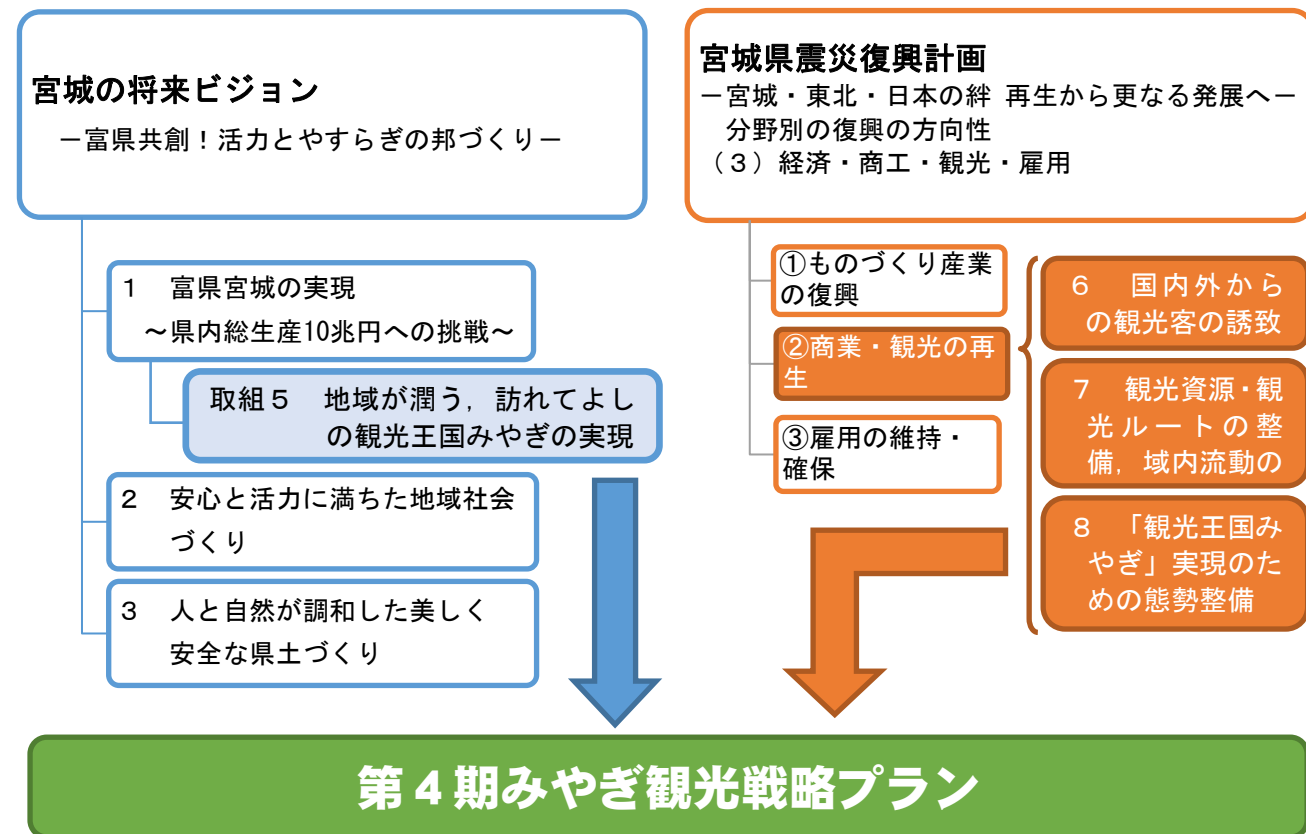 宮城の将来ビジョン
－富県共創！活力とやすらぎの邦づくり－
1 富県宮城の実現
～県内総生産10兆円への挑戦～
取組５ 地域が潤う，訪れてよし
の観光王国みやぎの実現
2 安心と活力に満ちた地域社会
づくり
3 人と自然が調和した美しく
安全な県土づくり
宮城県震災復興計画
－宮城・東北・日本の絆 再生から更なる発展へ－
分野別の復興の方向性
（３）経済・商工・観光・雇用
①ものづくり産業
の復興
②商業・観光の再
生
③雇用の維持・
確保
６ 国内外から
の観光客の誘致
７ 観光資源・観
光ルートの整
備，域内流動の
８ 「観光王国み
やぎ」実現のた
めの態勢整備
第４期みやぎ観光戦略プラン